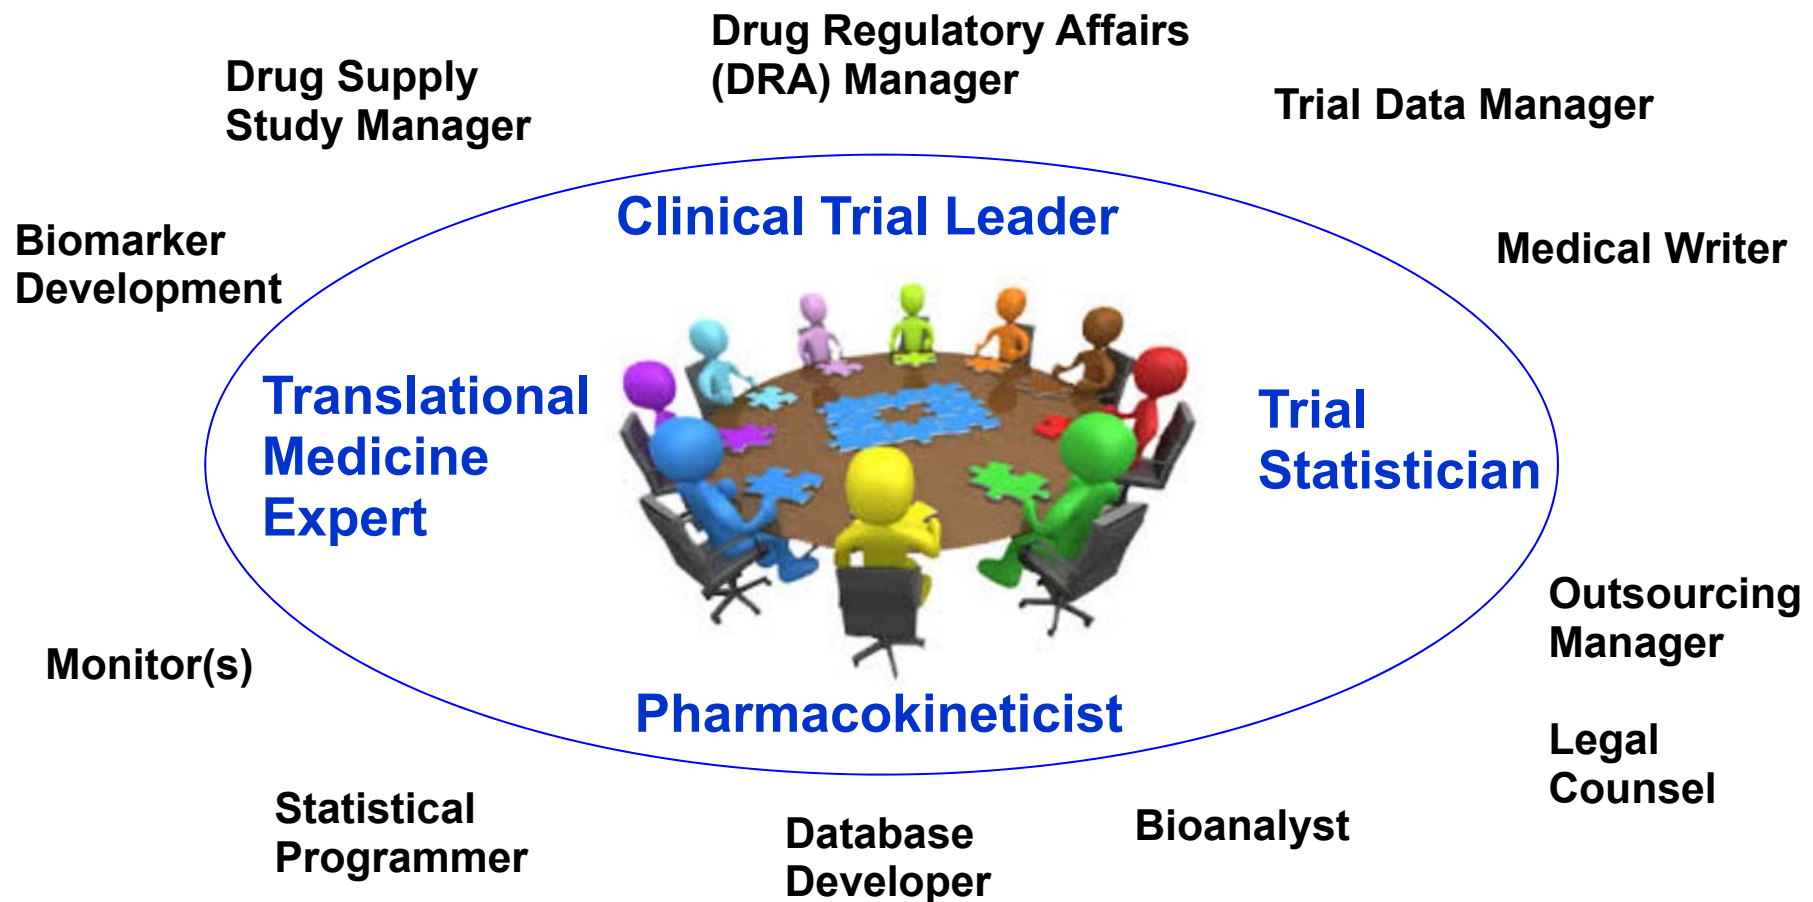 Drug Regulatory Affairs
(DRA) Manager
Drug Supply
Study Manager
Trial Data Manager
Clinical Trial Leader
Biomarker
Development
Medical Writer
Translational
Medicine
Expert
Trial
Statistician
Outsourcing
Manager
Monitor(s)
Pharmacokineticist
Legal
Counsel
Statistical
Programmer
Database
Developer
Bioanalyst